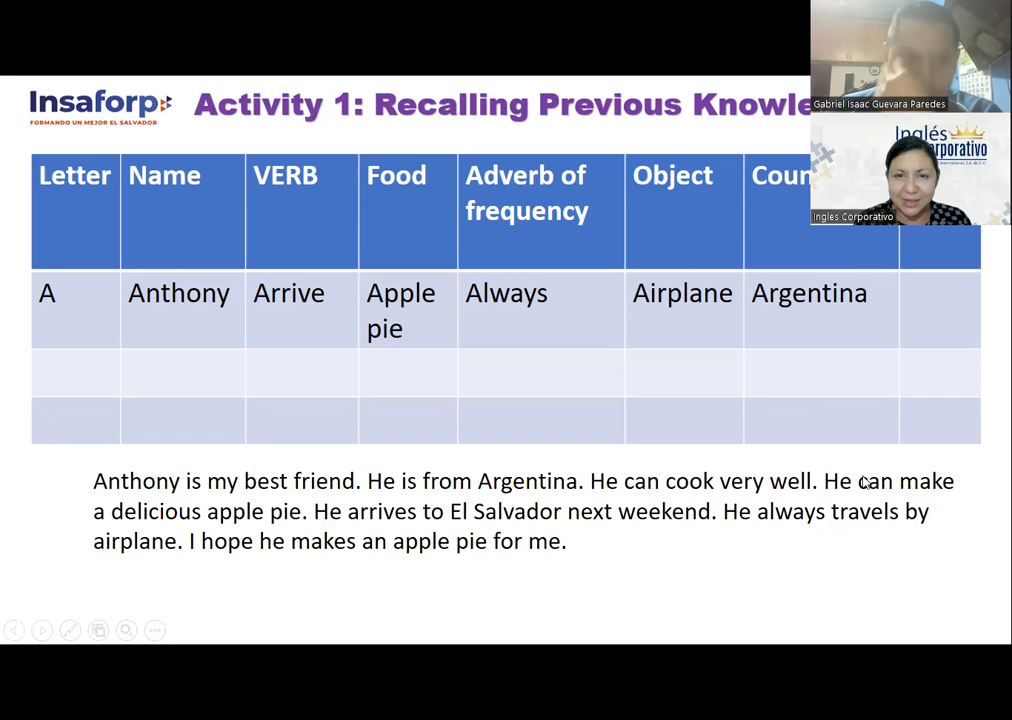 Insaforp
FORMANDO UN MEJOR EL SALVADOR
Activity 1: Recalling Previous Knowle
Gabriel Isaac Guevara Paredes
Inglés
orporativo
Ingles Corporativo
Letter Name VERB Food Adverb of frequency Object Coun
A Anthony Arrive Apple pie Always Airplane Argentina
Anthony is my best friend. He is from Argentina. He can cook very well. He can make
a delicious apple pie. He arrives to El Salvador next weekend. He always travels by
airplane. I hope he makes an apple pie for me.